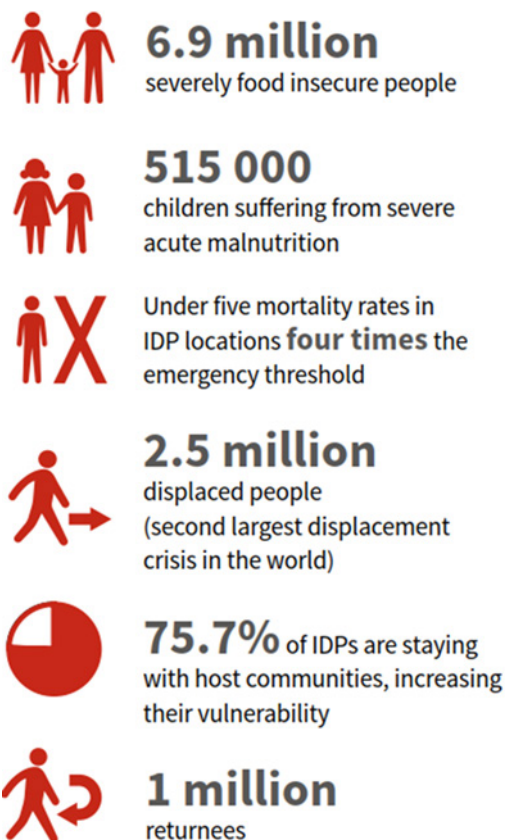 6.9 million
severely food insecure people
515 000
children suffering from severe
acute malnutrition
Under five mortality rates in
IDP locations four times the
emergency threshold
2.5 million
displaced people
(second largest displacement
crisis in the world)
75.7% of IDPs are staying
with host communities, increasing
their vulnerability
1 million
returnees